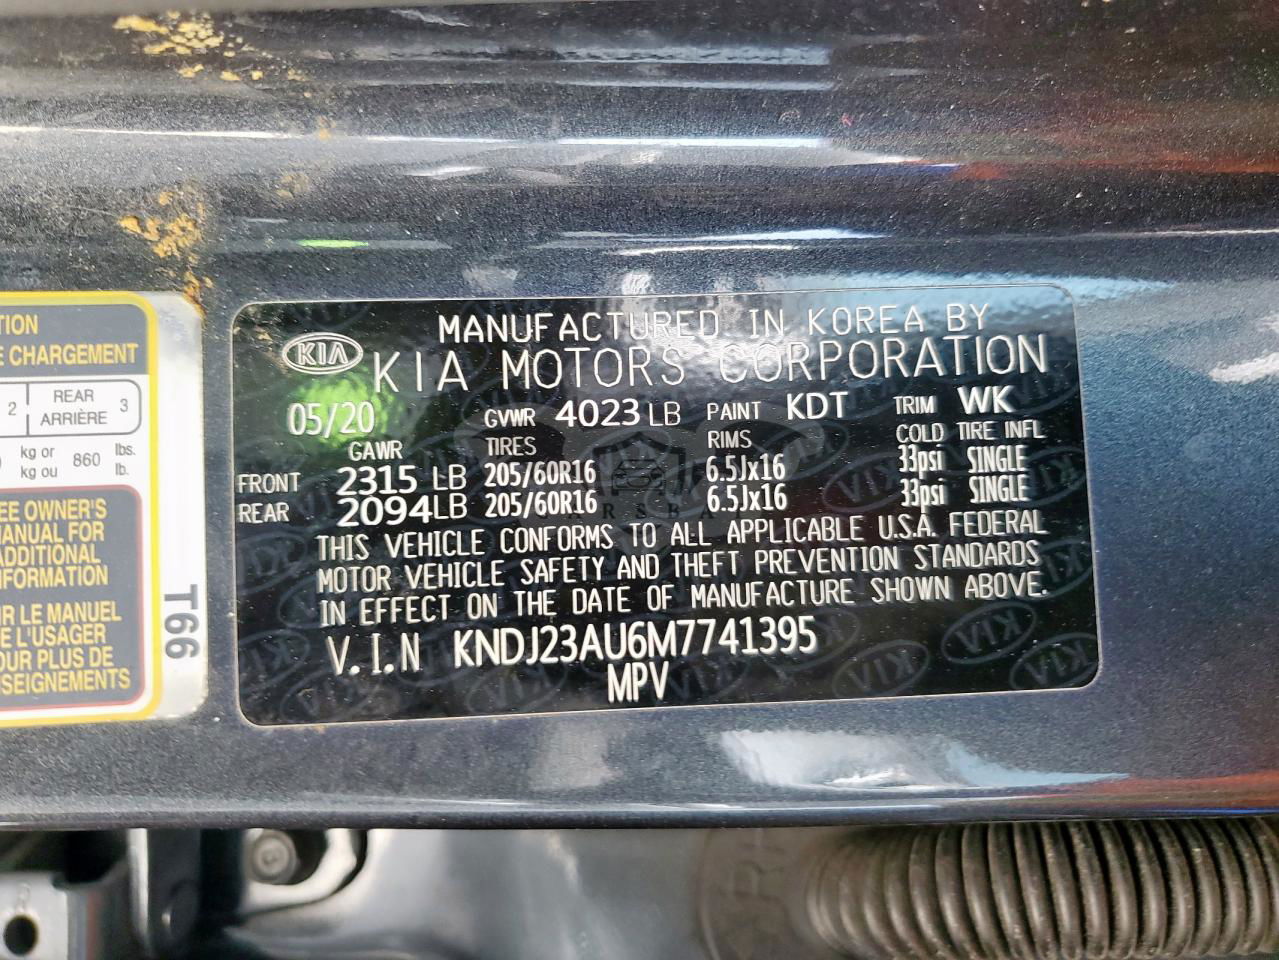 TION
E CHARGEMENT
2 REAR ARRIÈRE 3
kg or
kg ou 860 lbs.
lb.
EE OWNER'S
MANUAL FOR
ADDITIONAL
NFORMATION
UR LE MANUEL
E L'USAGER
OUR PLUS DE
SEIGNEMENTS
T66
KIA
MANUFACTURED IN KOREA BY
KIA MOTORS CORPORATION
05/20 GVWR 4023 LB PAINT KDT TRIM WK
GAWR TIRES RIMS COLD TIRE INFL
FRONT 2315 LB 205/60R16 6.5Jx16 33psi SINGLE
REAR 2094LB 205/60R16 6.5Jx16 33psi SINGLE
THIS VEHICLE CONFORMS TO ALL APPLICABLE U.S.A. FEDERAL
MOTOR VEHICLE SAFETY AND THEFT PREVENTION STANDARDS
IN EFFECT ON THE DATE OF MANUFACTURE SHOWN ABOVE.
V.I.N KNDJ23AU6M7741395
MPV